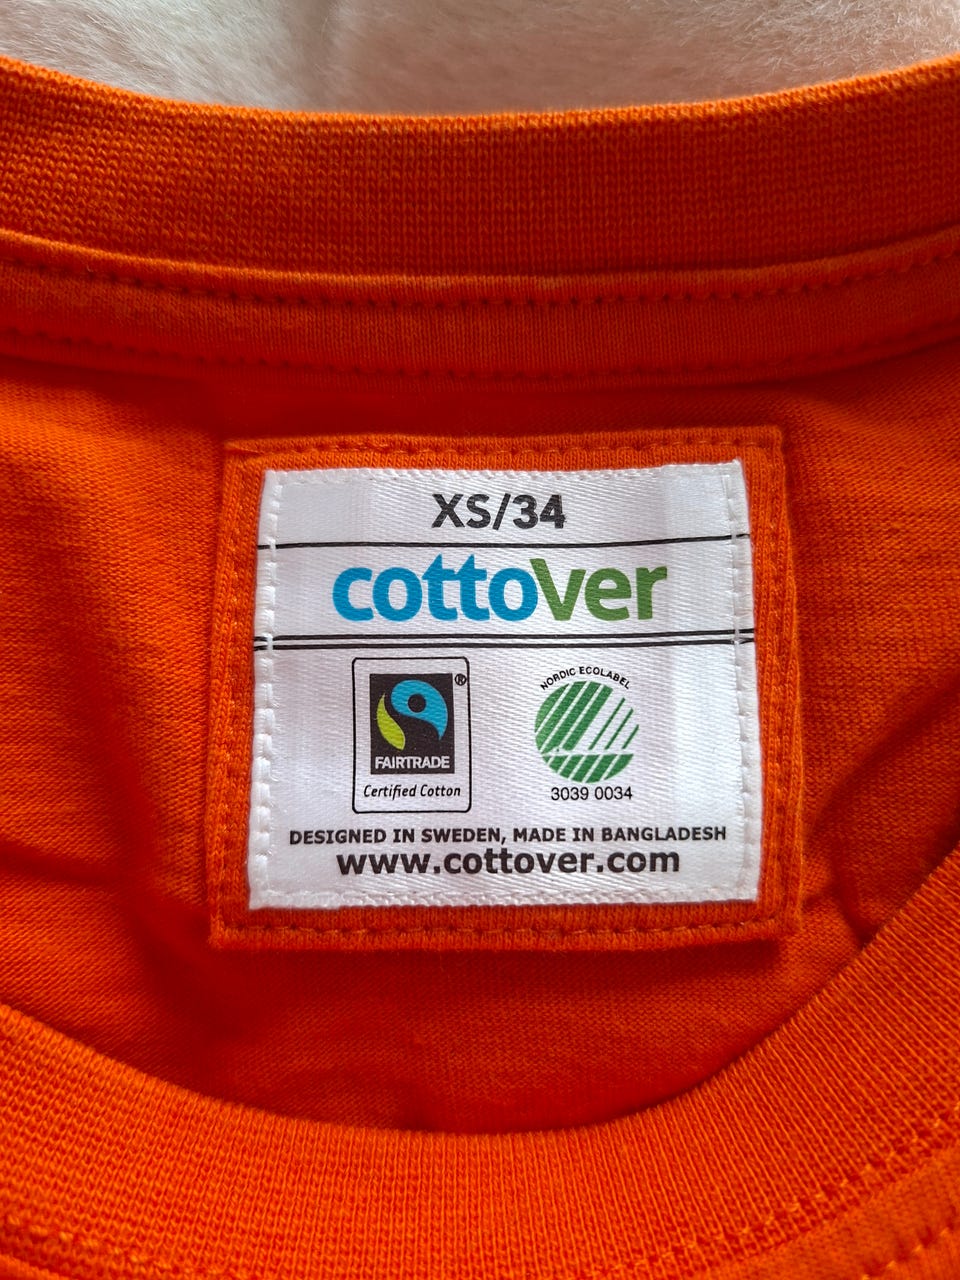 XS/34
cottover
®
FAIRTRADE
Certified Cotton
NORDIC ECOLABEL
3039 0034
DESIGNED IN SWEDEN, MADE IN BANGLADESH
www.cottover.com